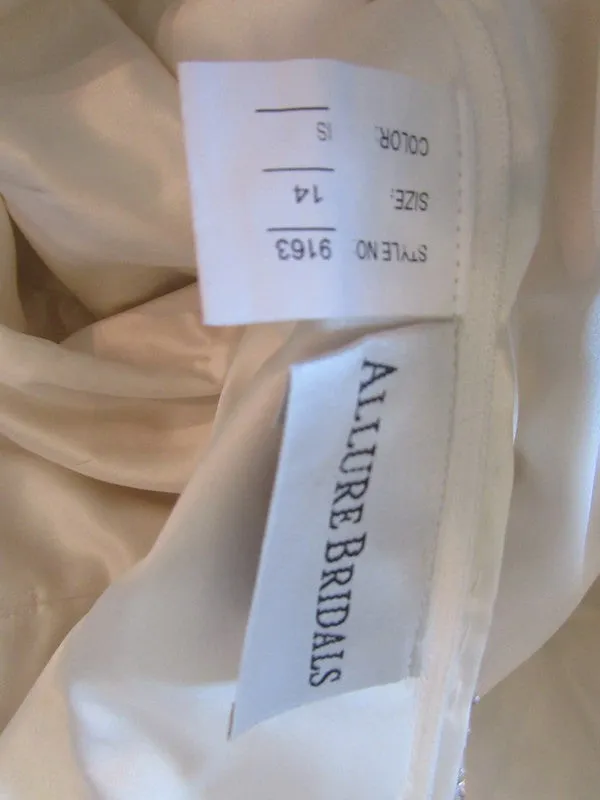 STYLE NO: 9163
SIZE: 14
COLOR: IS
ALLURE BRIDALS